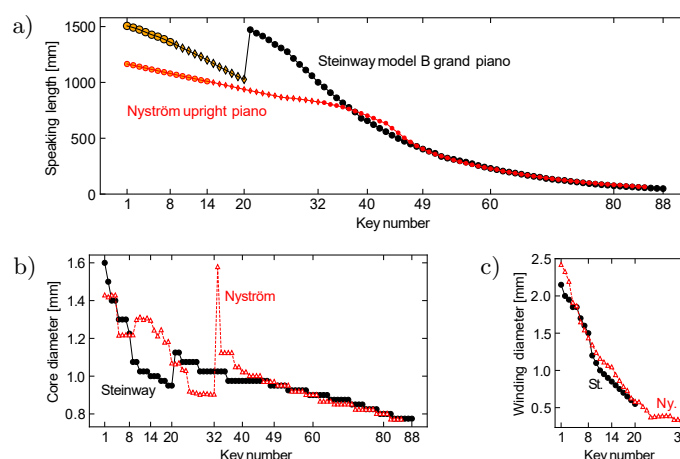 a)
1500
1000
500
0
Speaking length [mm]
Steinway model B grand piano
Nyström upright piano
1 8 14 20 32 40 49 60 88
Key number
b)
1.6
1.4
1.2
1.0
0.8
Core diameter [mm]
Nyström
Steinway
1 8 14 20 32 40 49 60 88
Key number
c)
2.5
2.0
1.5
1.0
0.5
Winding diameter [mm]
St.
Ny.
1 8 20
Key number